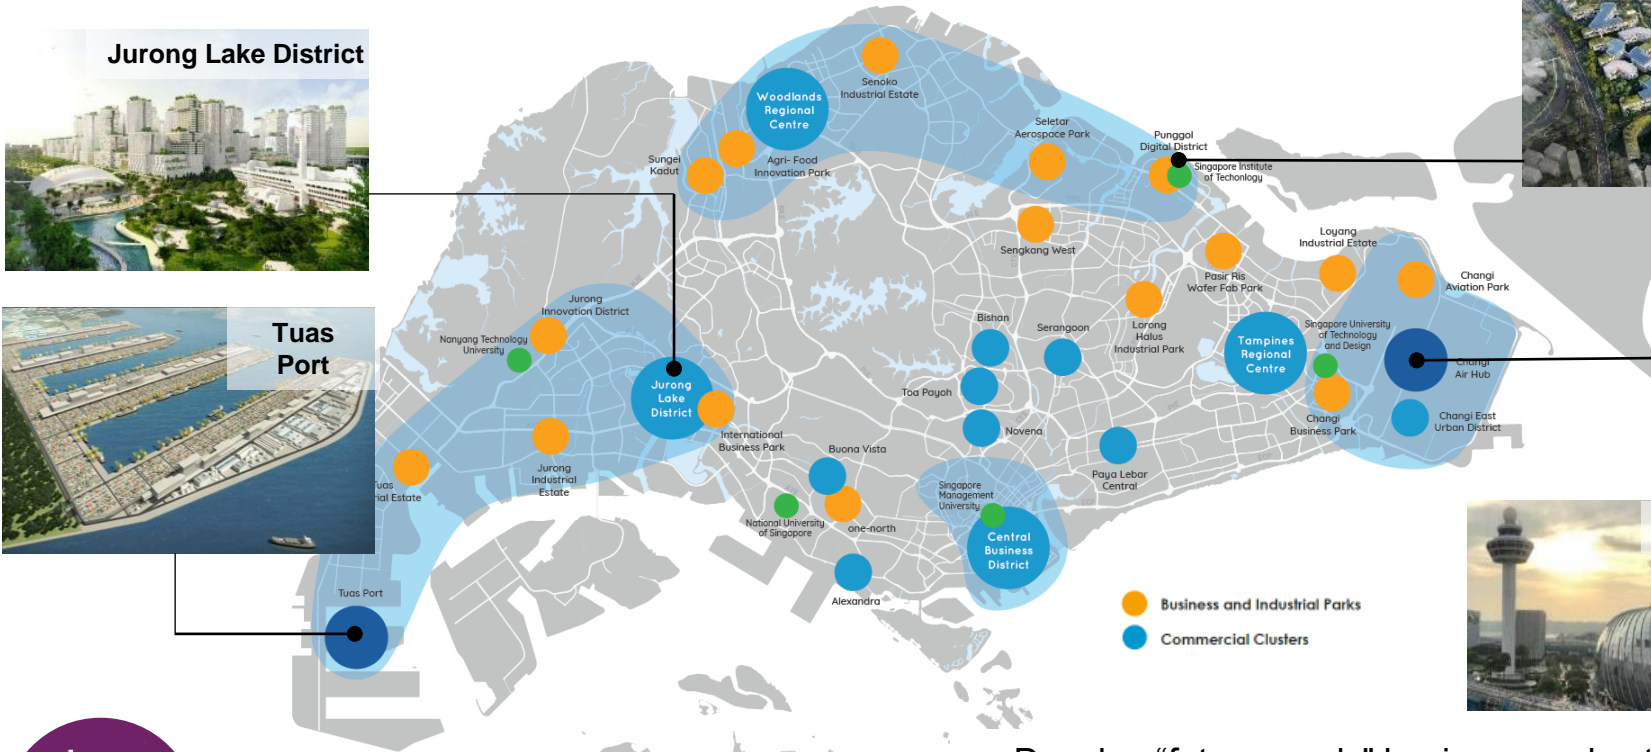 Jurong Lake District
Tuas
Port
Woodlands
Regional
Centre
Senoko
Industrial Estate
Sungei
Kadut
Agri- Food
Innovation Park
Seletar
Aerospace Park
Punggol
Digital District
Singapore Institute
of Techonlogy
Sengkang West
Loyang
Industrial Estate
Pasir Ris
Wafer Fab Park
Changi
Aviation Park
Jurong
Innovation District
Nanyang Technology
University
Bishan
Serangoon
Lorong
Halus
Industrial Park
Tampines
Regional
Centre
Singapore University
of Technology
and Design
Changi
Air Hub
Toa Payoh
Jurong
Lake
District
Novena
Changi
Business Park
Changi East
Urban District
International
Business Park
Buona Vista
Paya Lebar
Central
Jurong
Industrial
Estate
Estate
Singapore
Management
University
National University
of Singapore
one-north
Central
Business
District
Tuas Port
Alexandra
Business and Industrial Parks
Commercial Clusters